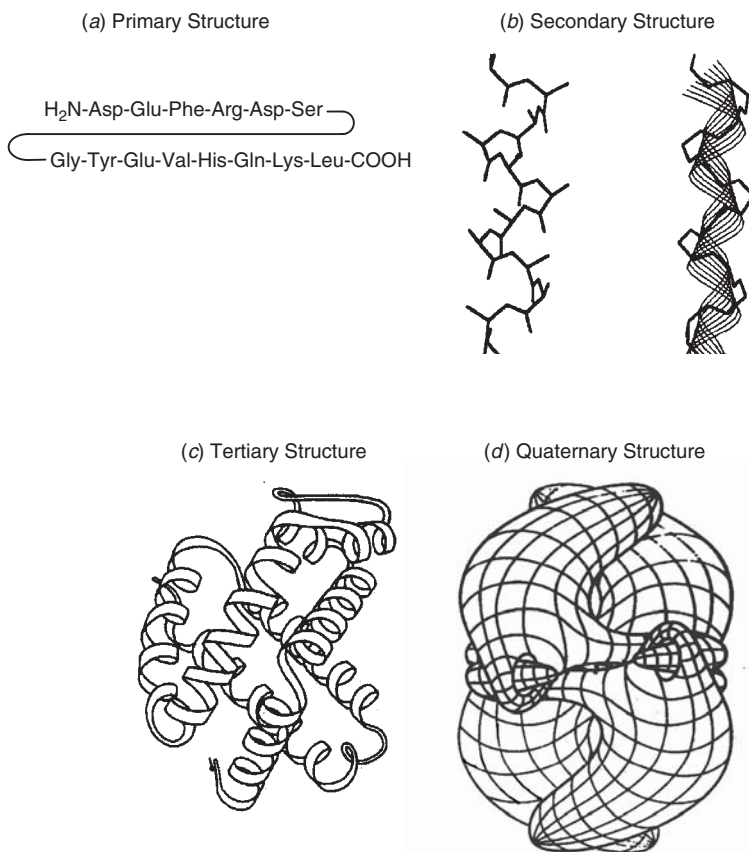 (a) Primary Structure
(b) Secondary Structure
H₂N-Asp-Glu-Phe-Arg-Asp-Ser
Gly-Tyr-Glu-Val-His-Gln-Lys-Leu-COOH
(c) Tertiary Structure
(d) Quaternary Structure